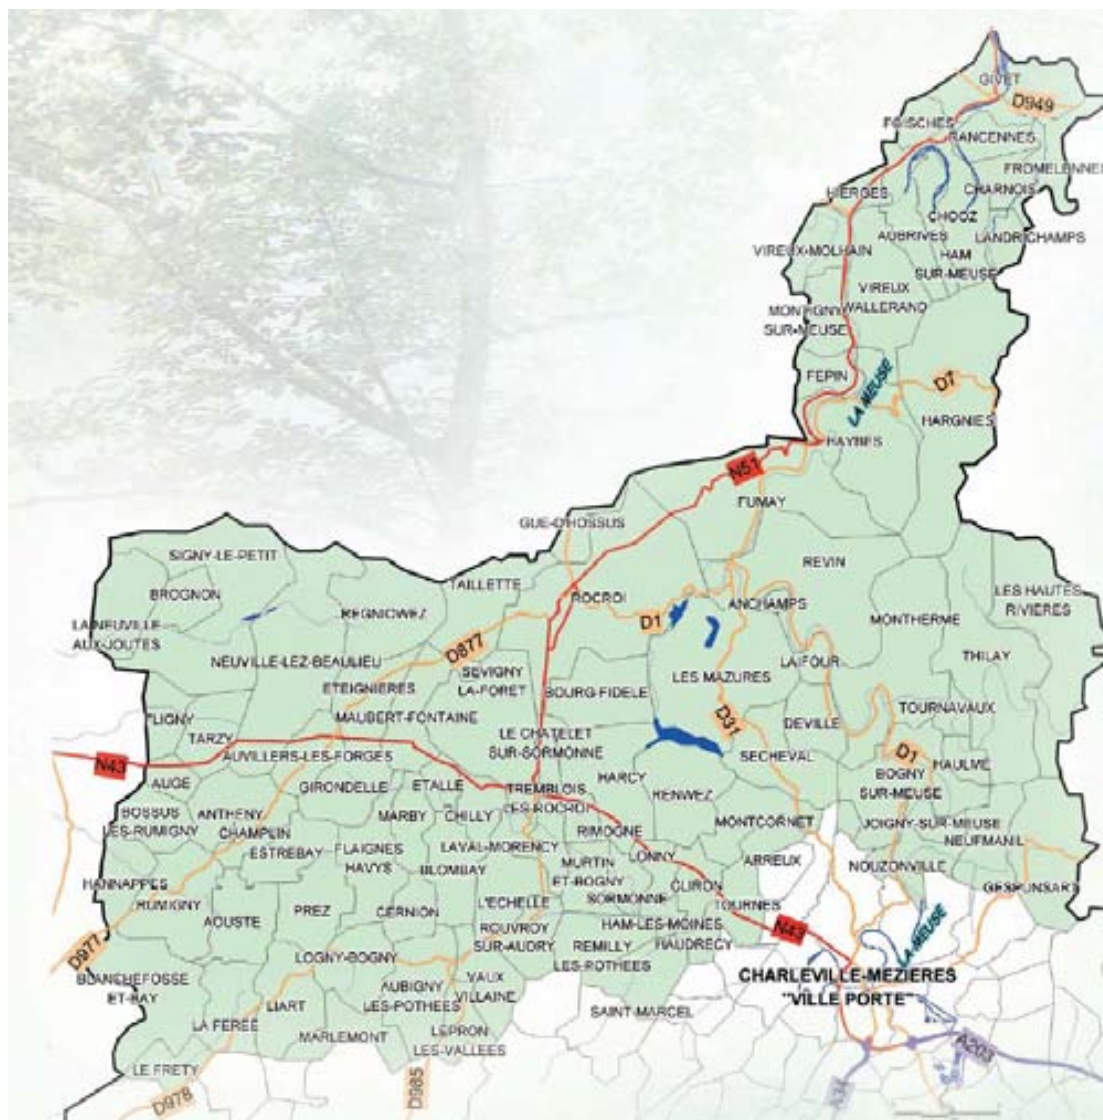 GIVET
D949
FOISCHES
RANCENNES
FROMELENNES
HIERGES
CHARNOIS
CHOOZ
AUBRIVES
LANDRICHAMPS
VIREUX-MOLHAIN
HAM
SUR-MEUSE
VIREUX
WALLERAND
MONTIGNY
SUR-MEUSE
FEPIN
LA MEUSE
D7
HARGNIES
HAYBES
N51
FUMAY
GUE-D'HOSSUS
SIGNY-LE-PETIT
REVIN
BROGNON
TAILLETTE
LES HAUTES
RIVIERES
REGNIOWEZ
ROCROI
ANCHAMPS
D1
MONTHERME
LA NEUVILLE
AUX-JOUTES
D877
NEUVILLE-LEZ-BEAULIEU
SEVIGNY
LA-FORET
LAIFOUR
THILAY
LES MAZURES
ETEIGNIERES
BOURG-FIDELE
TOURNAVAUX
LIGNY
MAUBERT-FONTAINE
D31
DEVILLE
TARZY
LE CHATELET
SUR-SORMONNE
AUVILLERS-LES-FORGES
SECHEVAL
D1
HAULME
N43
AUGE
HARCY
BOGNY
SUR-MEUSE
GIRONDELLE
ETALLE
TREMBLOIS
LES-ROCROI
RENWEZ
BOSSUS
LES-RUMIGNY
ANTHENY
MARBY
CHILLY
MONTCORNET
JOIGNY-SUR-MEUSE
CHAMPLIN
RIMOGNE
NEUFMANIL
ESTREBAY
FLAIGNES
HAVYS
LAVAL-MORENCY
LONNY
ARREUX
BLOMBAY
MURTIN
ET-BOGNY
NOUZONVILLE
HANNAPPES
CLIRON
GESPUNSART
RUMIGNY
SORMONNE
TOURNES
PREZ
CERNION
L'ECHELLE
AOUSTE
ROUVROY
SUR-AUDRY
HAM-LES-MOINES
N43
LA MEUSE
HAUDRECY
REMILLY
LES-POTHEES
D977
LOGNY-BOGNY
BLANCHEFOSSE
ET-BAY
VAUX
VILLAINE
CHARLEVILLE-MEZIERES
"VILLE PORTE"
AUBIGNY
LES-POTHEES
LIART
SAINT-MARCEL
LA FEREE
MARLEMONT
LEPRON
LES-VALLEES
A203
LE FRETY
D978
D985
A34